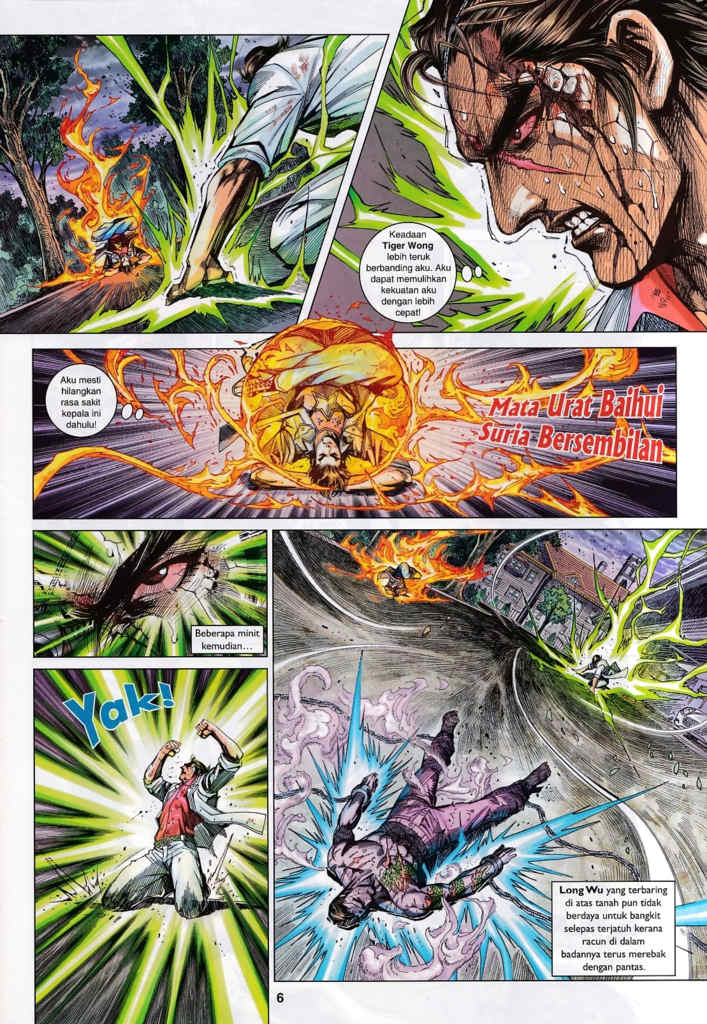 Keadaan
Tiger Wong
lebih teruk
berbanding aku. Aku
dapat memulihkan
kekuatan aku
dengan lebih
cepat!
Aku mesti
hilangkan
rasa sakit
kepala ini
dahulu!
Mata Urat Baihui
Suria Bersembilan
Beberapa minit
kemudian...
Yak!
Long Wu yang terbaring
di atas tanah pun tidak
berdaya untuk bangkit
selepas terjatuh kerana
racun di dalam
badannya terus merebak
dengan pantas.
6